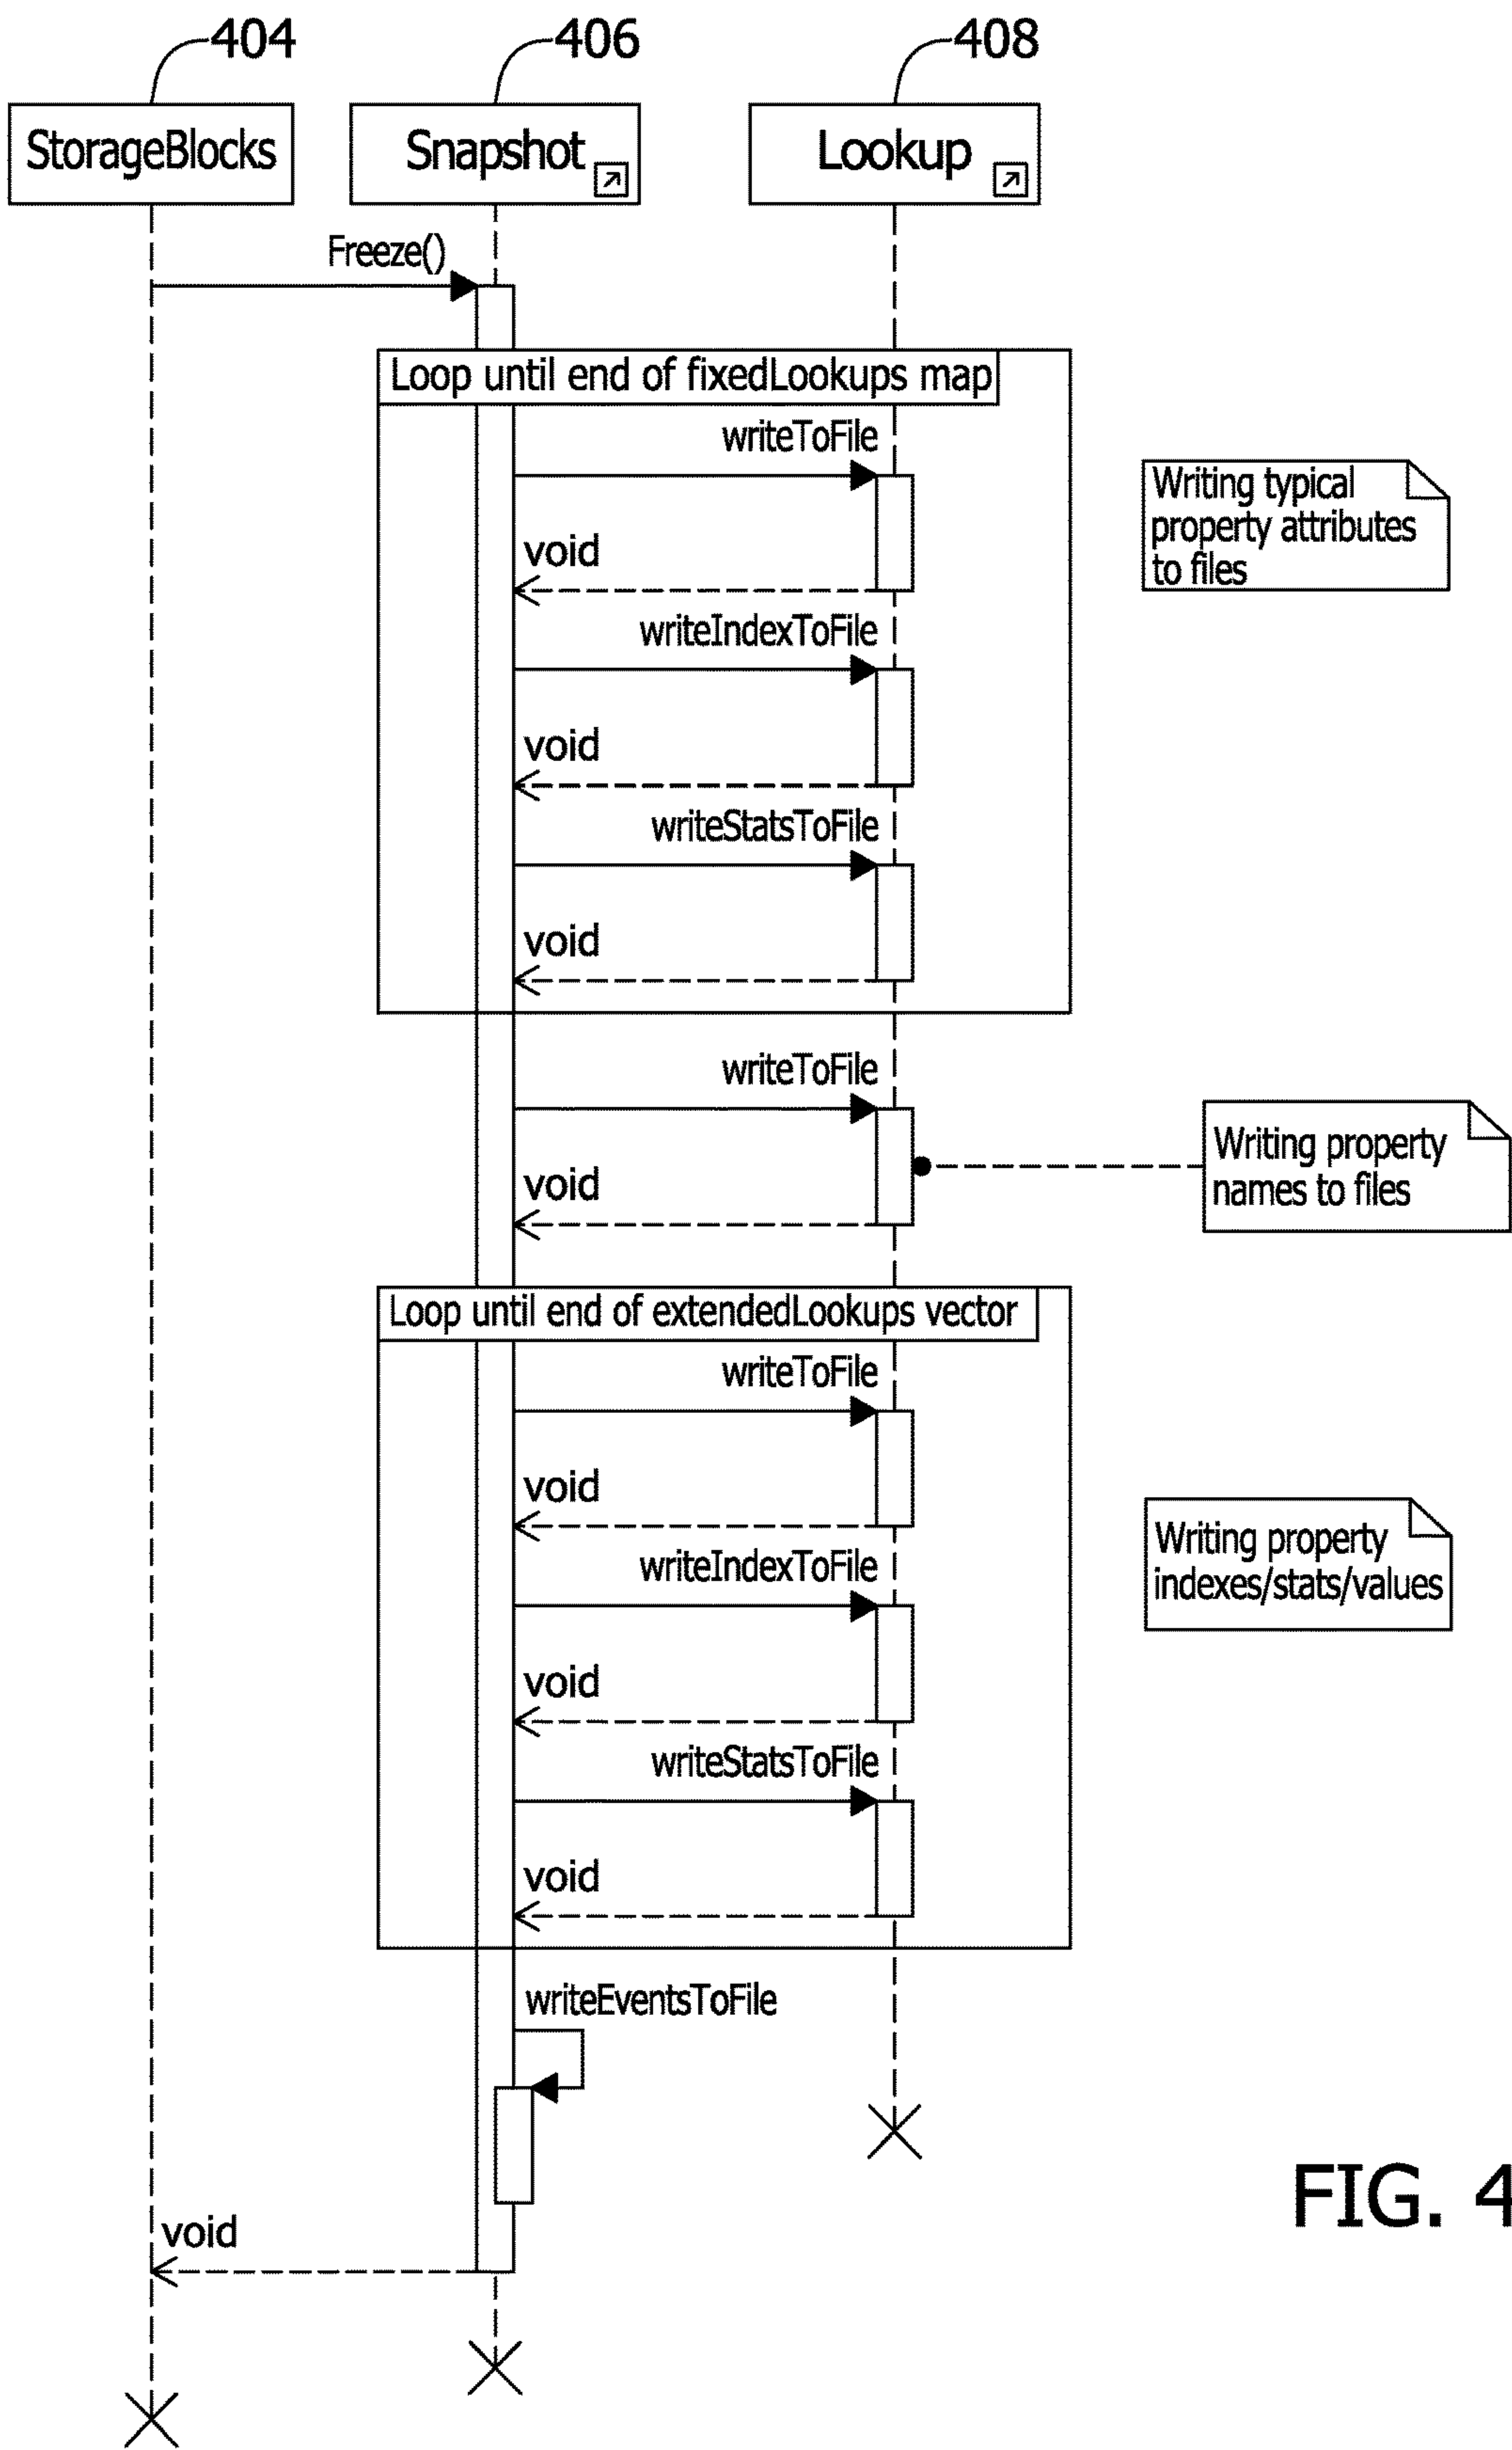 404
406
408
StorageBlocks
Snapshot
Lookup
Freeze()
Loop until end of fixedLookups map
writeToFile
Writing typical
property attributes
to files
void
writeIndexToFile
void
writeStatsToFile
void
writeToFile
Writing property
names to files
void
Loop until end of extendedLookups vector
writeToFile
void
Writing property
indexes/stats/values
writeIndexToFile
void
writeStatsToFile
void
writeEventsToFile
void
FIG. 4